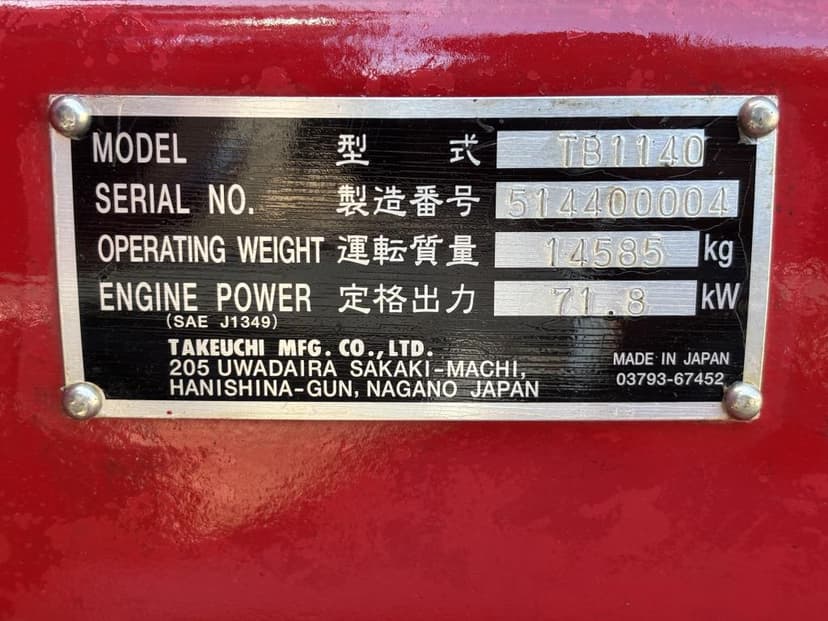 MODEL 型 式 TB1140
SERIAL NO. 製造番号 514400004
OPERATING WEIGHT 運転質量 14585 kg
ENGINE POWER 定格出力 71.8 kW
(SAE J1349)
TAKEUCHI MFG. CO., LTD.
205 UWADAIRA SAKAKI-MACHI,
HANISHINA-GUN, NAGANO JAPAN
MADE IN JAPAN
03793-67452